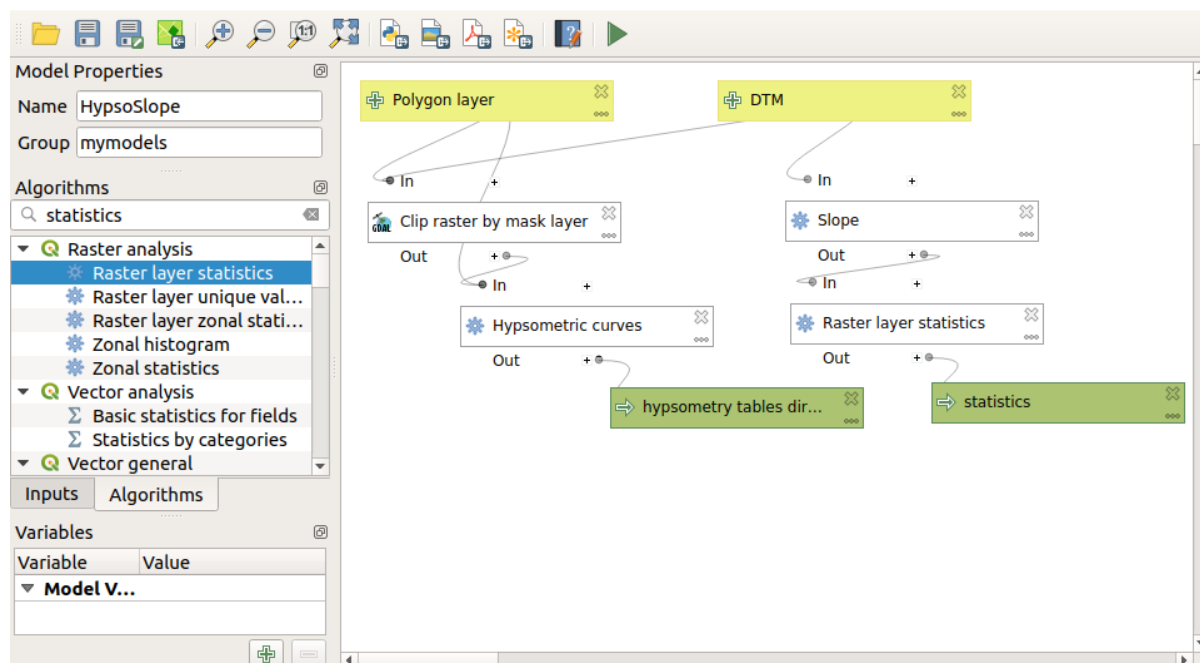 1:1
Model Properties
Name HypsoSlope
Group mymodels
Algorithms
statistics
Raster analysis
Raster layer statistics
Raster layer unique val...
Raster layer zonal stati...
Zonal histogram
Zonal statistics
Vector analysis
Σ Basic statistics for fields
Σ Statistics by categories
Vector general
Inputs Algorithms
Variables
Variable Value
Model V...
Polygon layer
DTM
In +
In +
GDAL Clip raster by mask layer
Slope
Out +
Out +
In +
In +
Hypsometric curves
Raster layer statistics
Out +
Out +
hypsometry tables dir...
statistics